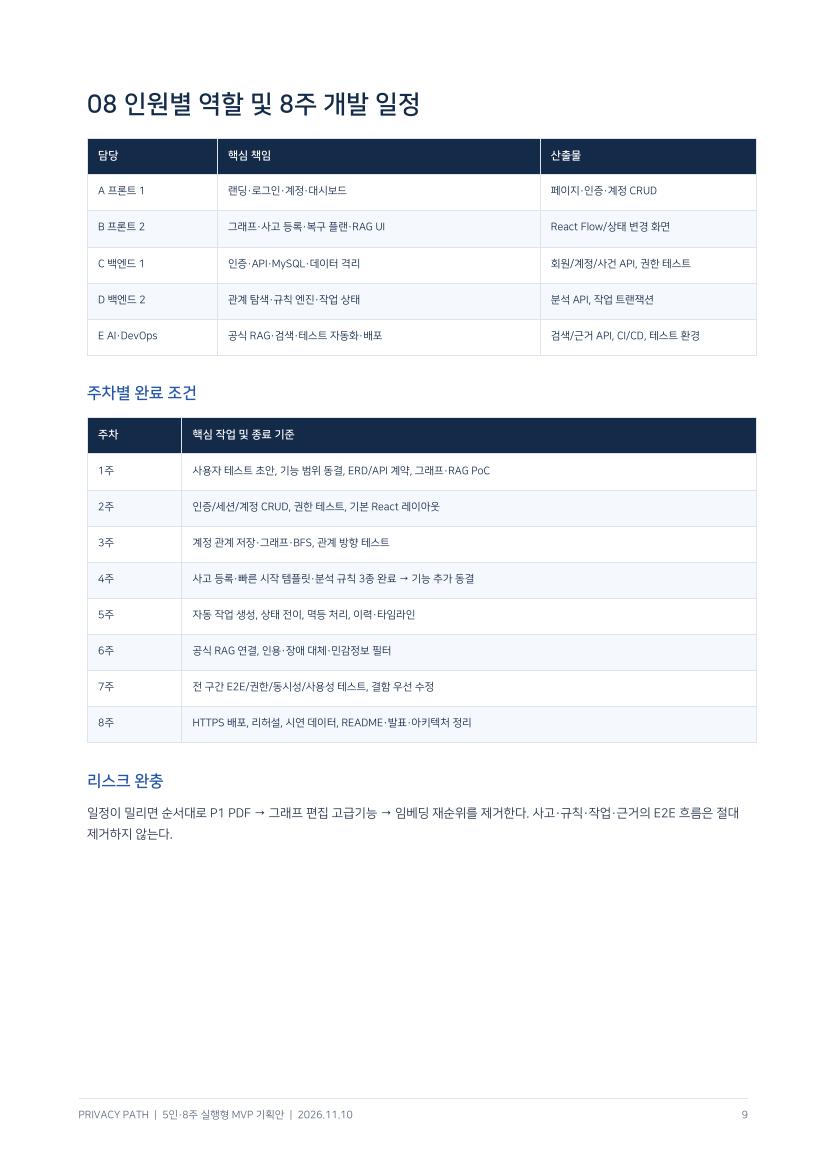 08 인원별 역할 및 8주 개발 일정
담당 핵심 책임 산출물
A 프론트 1 랜딩·로그인·계정·대시보드 페이지·인증·계정 CRUD
B 프론트 2 그래프·사고 등록·복구 플랜·RAG UI React Flow/상태 변경 화면
C 백엔드 1 인증·API·MySQL·데이터 격리 회원/계정/사건 API, 권한 테스트
D 백엔드 2 관계 탐색·규칙 엔진·작업 상태 분석 API, 작업 트랜잭션
E AI·DevOps 공식 RAG·검색·테스트 자동화·배포 검색/근거 API, CI/CD, 테스트 환경
주차별 완료 조건
주차 핵심 작업 및 종료 기준
1주 사용자 테스트 초안, 기능 범위 동결, ERD/API 계약, 그래프·RAG PoC
2주 인증/세션/계정 CRUD, 권한 테스트, 기본 React 레이아웃
3주 계정 관계 저장·그래프·BFS, 관계 방향 테스트
4주 사고 등록·빠른 시작 템플릿·분석 규칙 3종 완료 → 기능 추가 동결
5주 자동 작업 생성, 상태 전이, 멱등 처리, 이력·타임라인
6주 공식 RAG 연결, 인용·장애 대체·민감정보 필터
7주 전 구간 E2E/권한/동시성/사용성 테스트, 결함 우선 수정
8주 HTTPS 배포, 리허설, 시연 데이터, README·발표·아키텍처 정리
리스크 완충
일정이 밀리면 순서대로 P1 PDF → 그래프 편집 고급기능 → 임베딩 재순위를 제거한다. 사고·규칙·작업·근거의 E2E 흐름은 절대
제거하지 않는다.
PRIVACY PATH | 5인·8주 실행형 MVP 기획안 | 2026.11.10 9